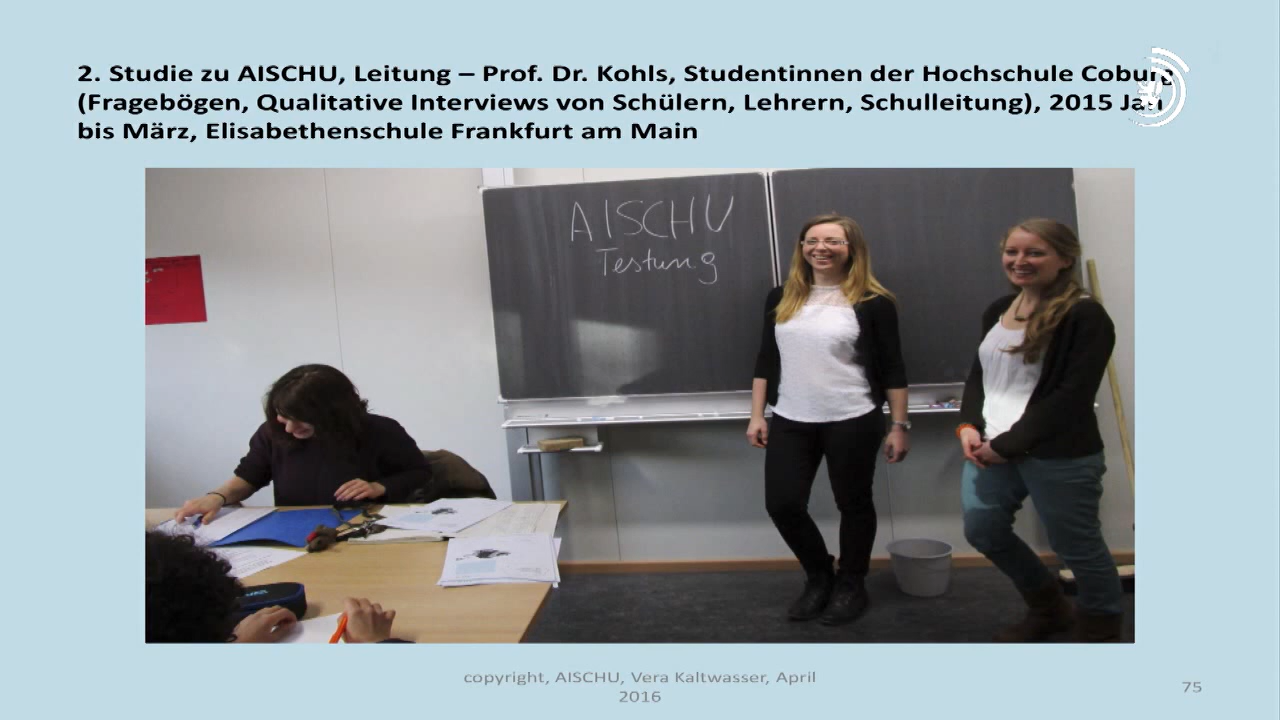 2. Studie zu AISCHU, Leitung – Prof. Dr. Kohls, Studentinnen der Hochschule Coburg
(Fragebögen, Qualitative Interviews von Schülern, Lehrern, Schulleitung), 2015 Jan
bis März, Elisabethenschule Frankfurt am Main
AISCHU
Testung
copyright, AISCHU, Vera Kaltwasser, April
2016
75